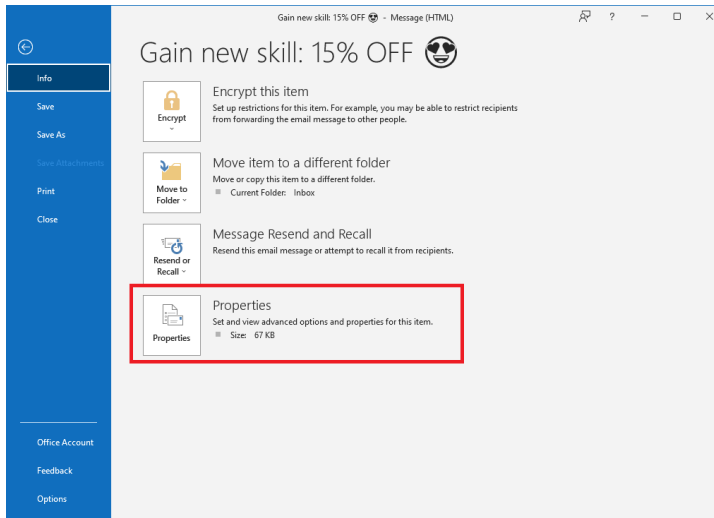 Gain new skill: 15% OFF 😍 - Message (HTML)
Gain new skill: 15% OFF 😍
Info
Save
Save As
Save Attachments
Print
Close
Office Account
Feedback
Options
Encrypt
Encrypt this item
Set up restrictions for this item. For example, you may be able to restrict recipients
from forwarding the email message to other people.
Move to
Folder
Move item to a different folder
Move or copy this item to a different folder.
Current Folder: Inbox
Resend or
Recall
Message Resend and Recall
Resend this email message or attempt to recall it from recipients.
Properties
Properties
Set and view advanced options and properties for this item.
Size: 67 KB